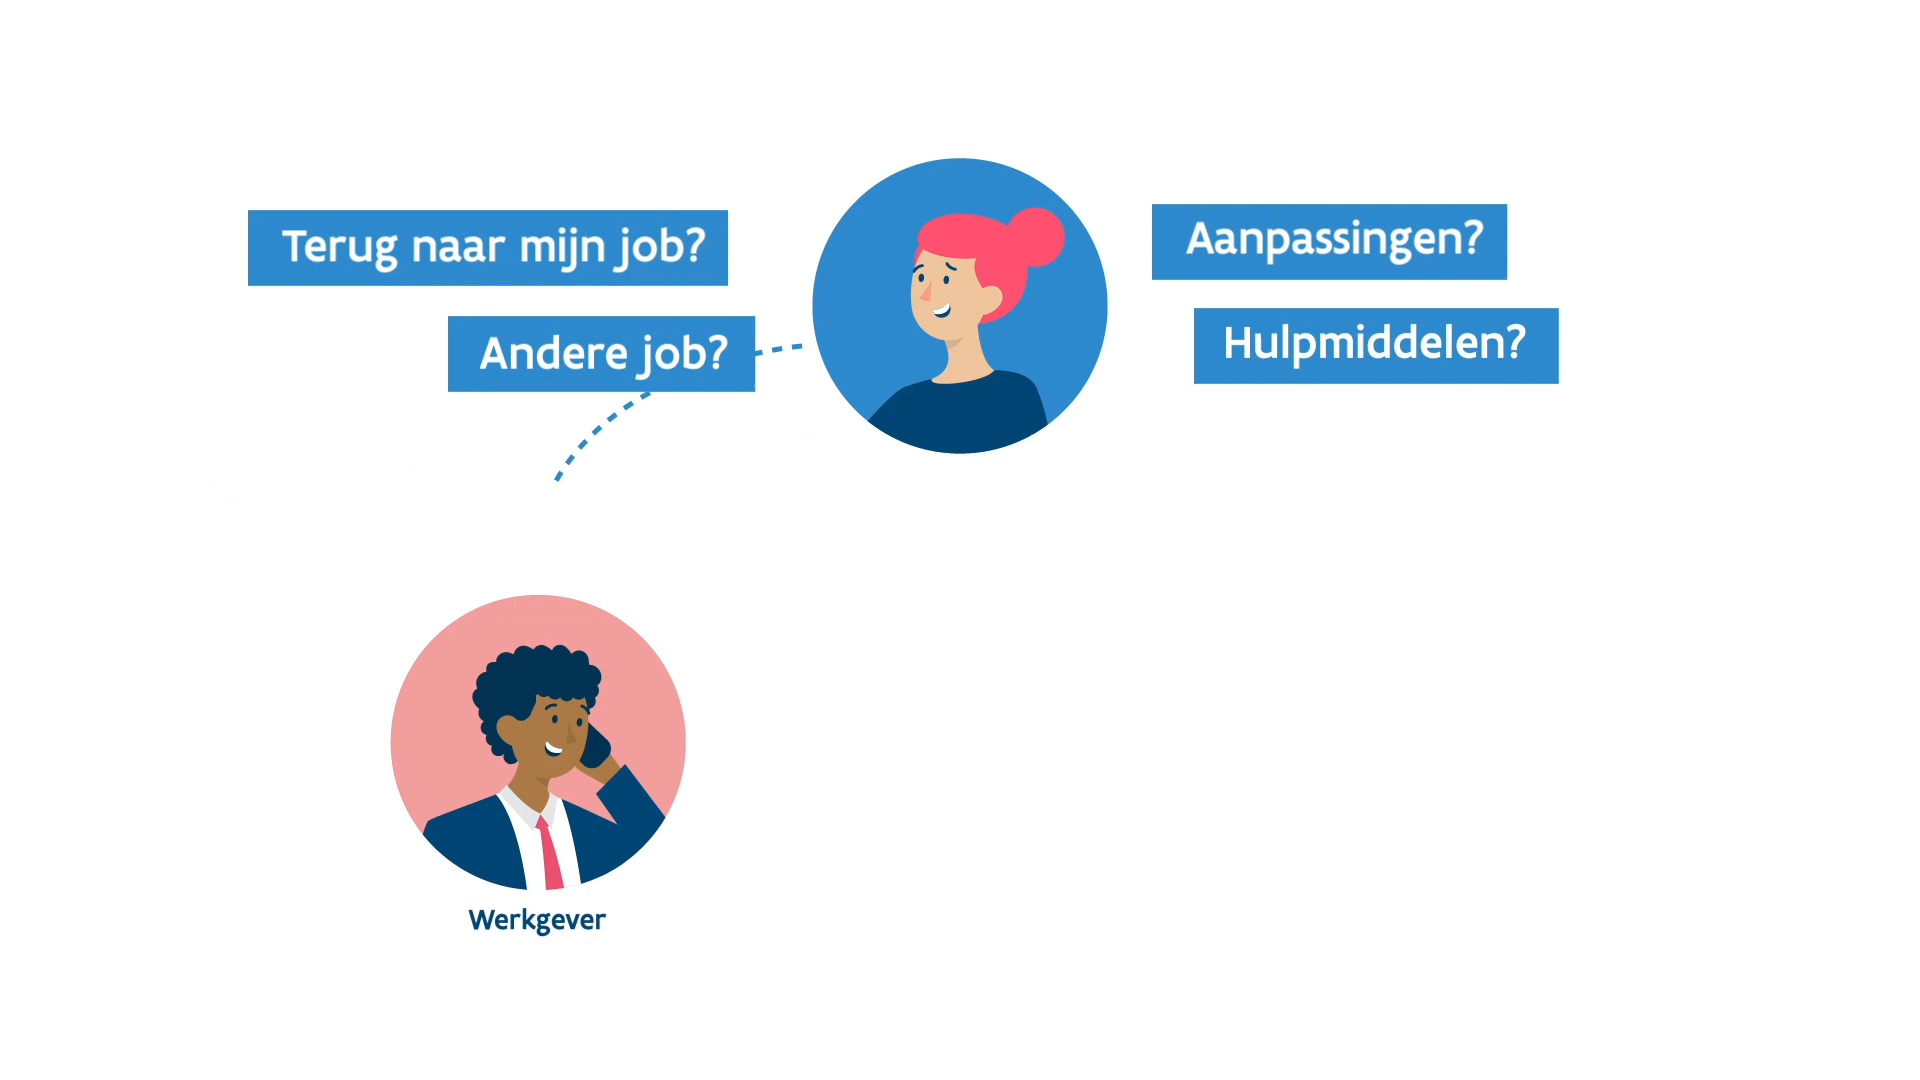 Terug naar mijn job?
Andere job?
Aanpassingen?
Hulpmiddelen?
Werkgever